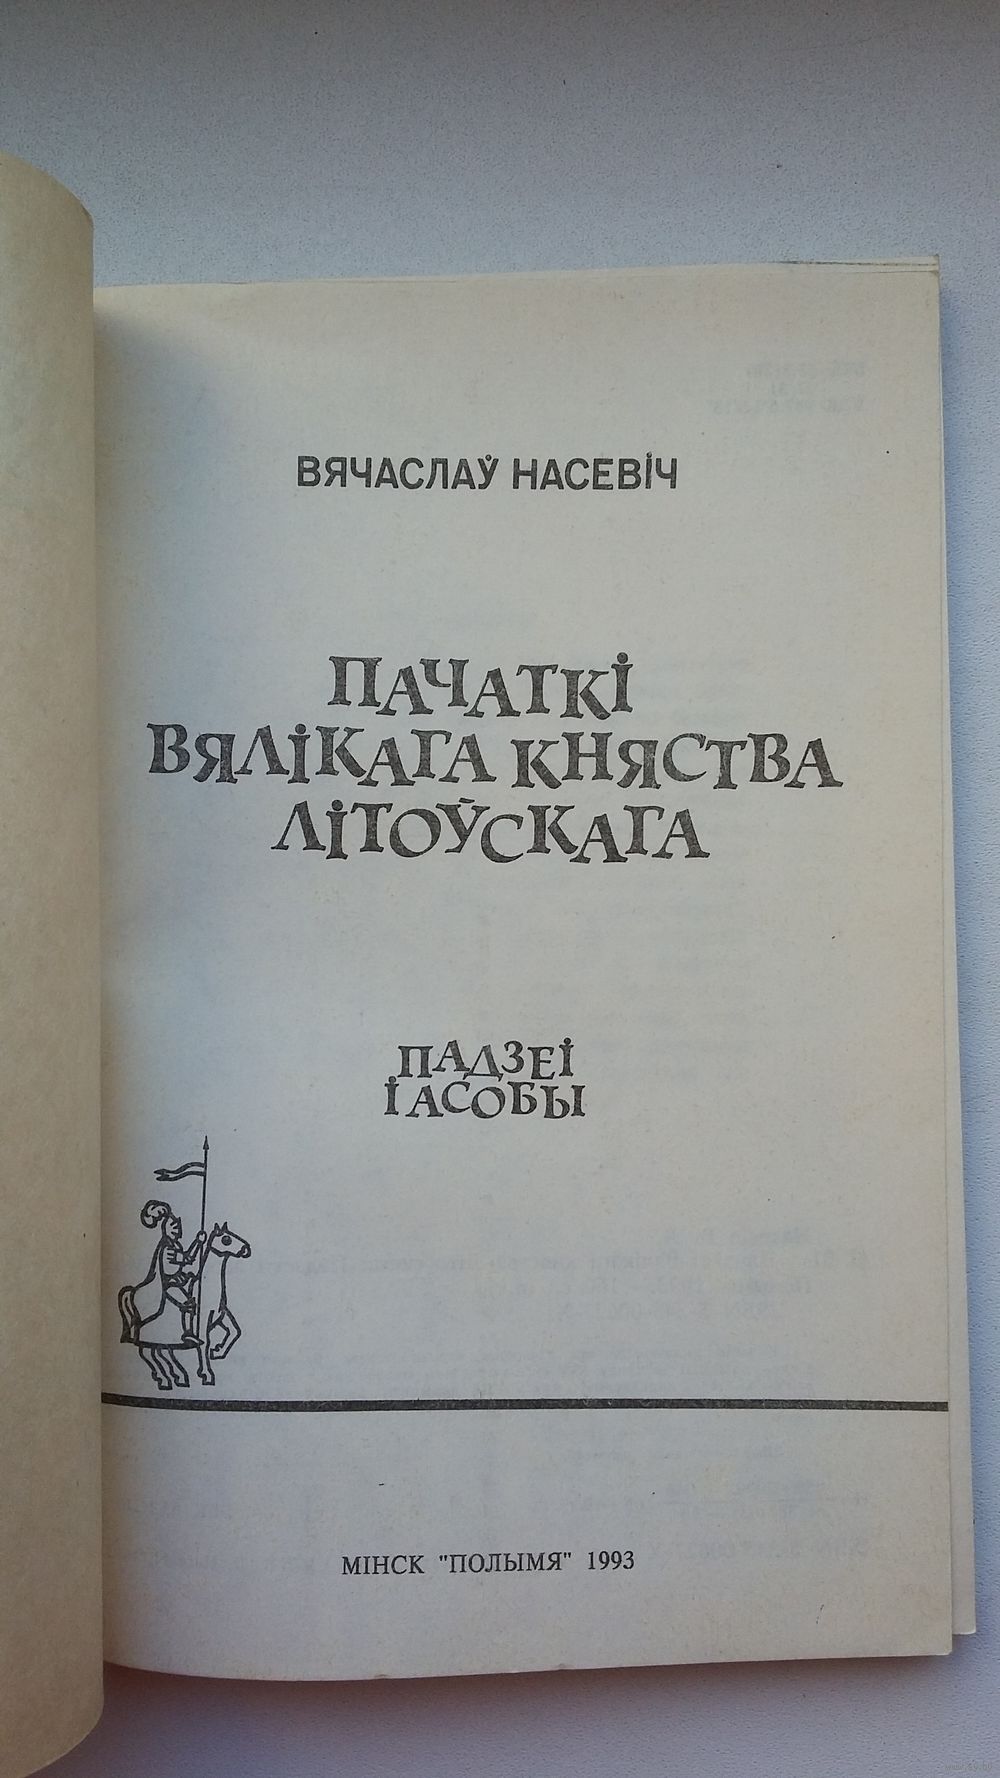 ВЯЧАСЛАЎ НАСЕВІЧ
ПАЧАТКІ
ВЯЛІКАГА КНЯСТВА
ЛІТОЎСКАГА
ПАДЗЕІ
І АСОБЫ
МІНСК "ПОЛЫМЯ" 1993